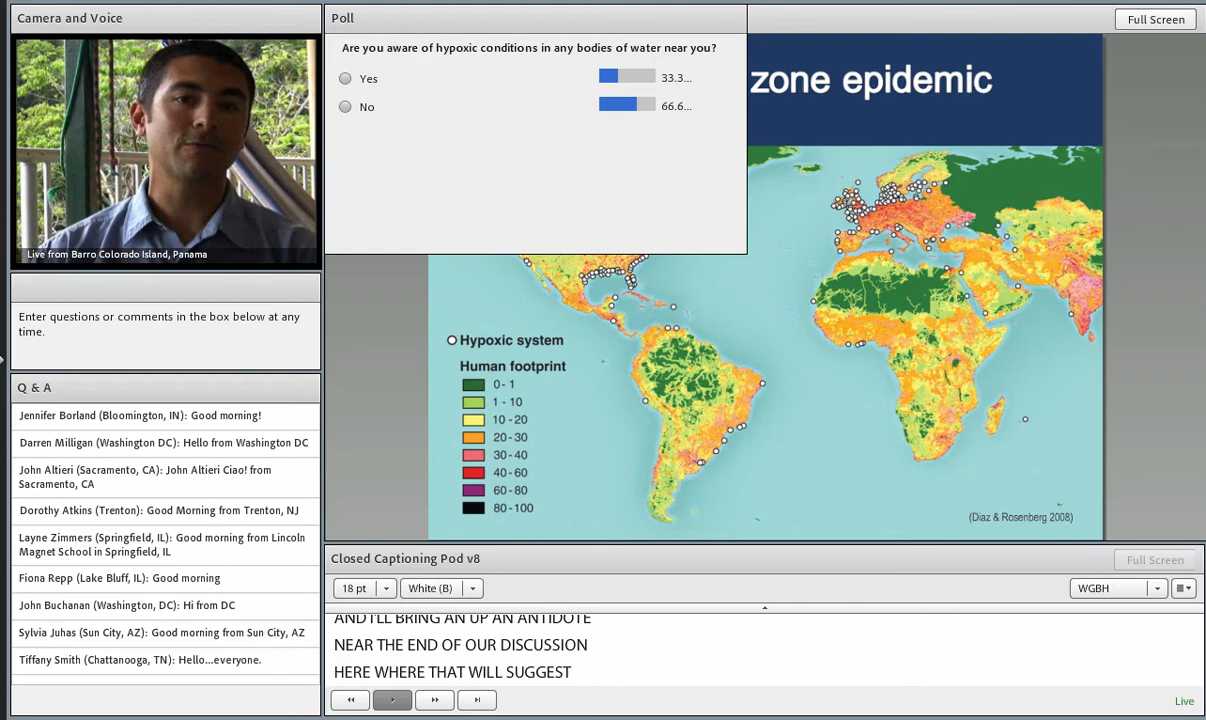 Camera and Voice
Live from Barro Colorado Island, Panama
Enter questions or comments in the box below at any
time.
Q & A
Jennifer Borland (Bloomington, IN): Good morning!
Darren Milligan (Washington DC): Hello from Washington DC
John Altieri (Sacramento, CA): John Altieri Ciao! from
Sacramento, CA
Dorothy Atkins (Trenton): Good Morning from Trenton, NJ
Layne Zimmers (Springfield, IL): Good morning from Lincoln
Magnet School in Springfield, IL
Fiona Repp (Lake Bluff, IL): Good morning
John Buchanan (Washington, DC): Hi from DC
Sylvia Juhas (Sun City, AZ): Good morning from Sun City, AZ
Tiffany Smith (Chattanooga, TN): Hello...everyone.
Poll
Are you aware of hypoxic conditions in any bodies of water near you?
Yes
33.3...
No
66.6...
Full Screen
zone epidemic
Hypoxic system
Human footprint
0 - 1
1 - 10
10 - 20
20 - 30
30 - 40
40 - 60
60 - 80
80 - 100
(Diaz & Rosenberg 2008)
Closed Captioning Pod v8
Full Screen
18 pt
White (B)
WGBH
AND I'LL BRING AN UP AN ANTIDOTE
NEAR THE END OF OUR DISCUSSION
HERE WHERE THAT WILL SUGGEST
Live